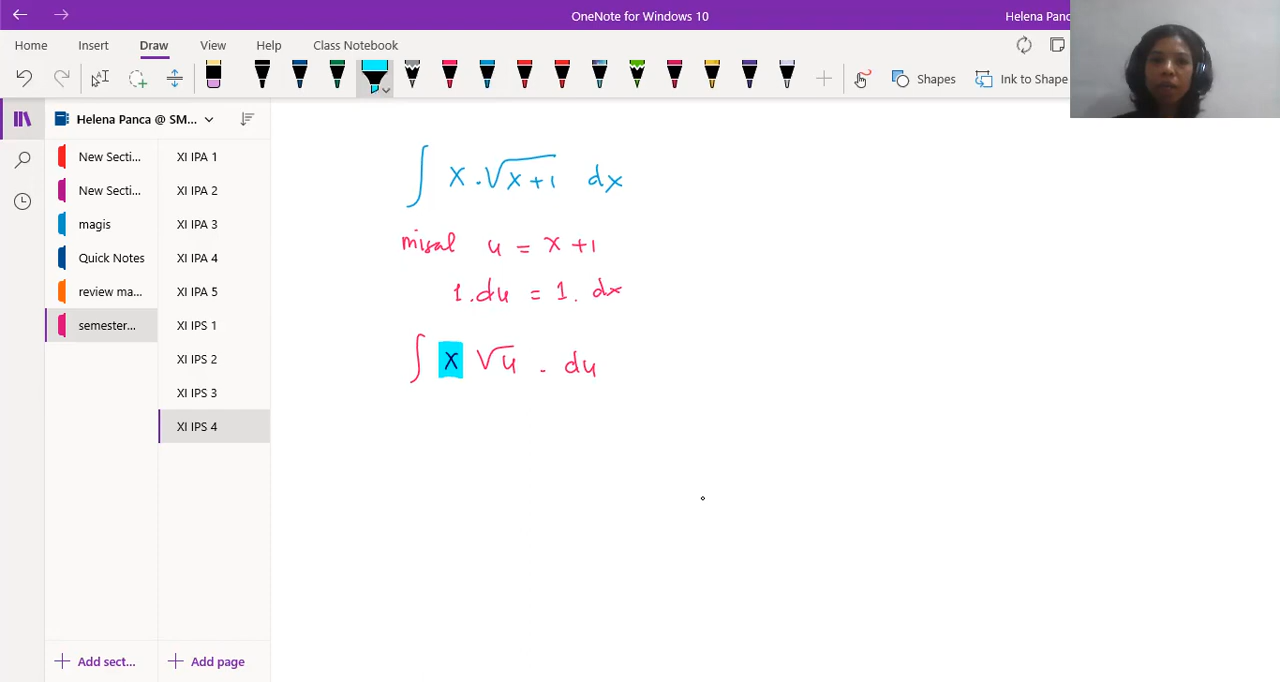 OneNote for Windows 10
Helena Panca
Home Insert Draw View Help Class Notebook
Shapes Ink to Shape
Helena Panca @ SM...
New Secti...
New Secti...
magis
Quick Notes
review ma...
semester...
XI IPA 1
XI IPA 2
XI IPA 3
XI IPA 4
XI IPA 5
XI IPS 1
XI IPS 2
XI IPS 3
XI IPS 4
Add sect...
Add page
∫ x . √x+1 dx
misal u = x + 1
1 . du = 1 . dx
∫ x √u . du